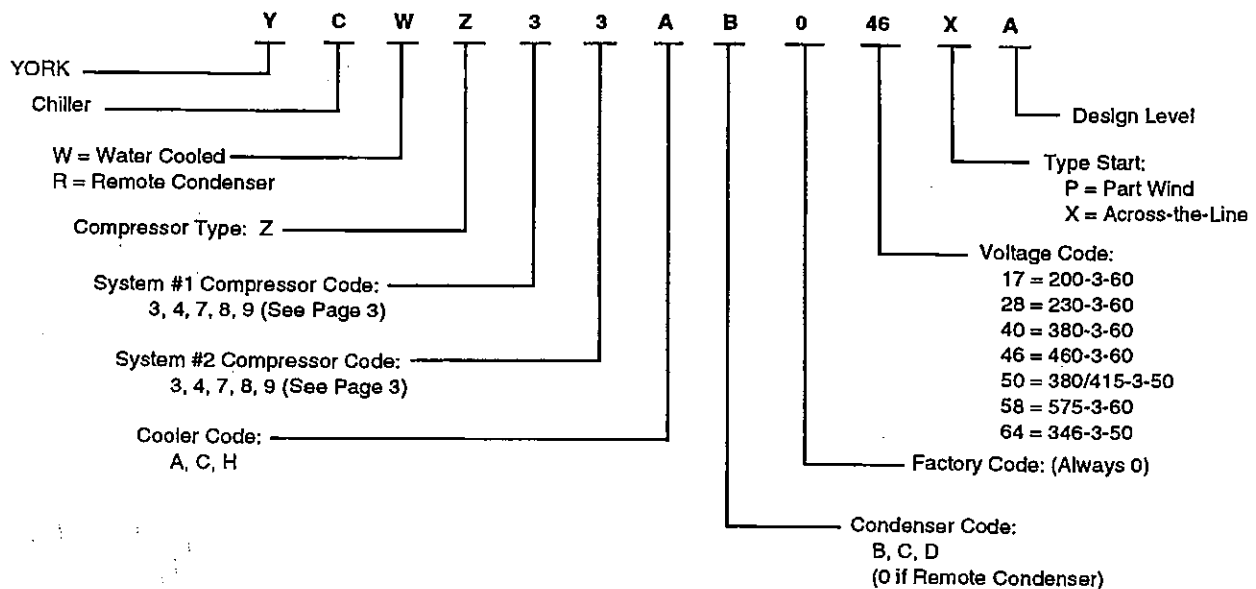 Y C W Z 3 3 A B 0 46 X A
YORK
Chiller
W = Water Cooled
R = Remote Condenser
Compressor Type: Z
System #1 Compressor Code:
3, 4, 7, 8, 9 (See Page 3)
System #2 Compressor Code:
3, 4, 7, 8, 9 (See Page 3)
Cooler Code:
A, C, H
Design Level
Type Start:
P = Part Wind
X = Across-the-Line
Voltage Code:
17 = 200-3-60
28 = 230-3-60
40 = 380-3-60
46 = 460-3-60
50 = 380/415-3-50
58 = 575-3-60
64 = 346-3-50
Factory Code: (Always 0)
Condenser Code:
B, C, D
(0 if Remote Condenser)